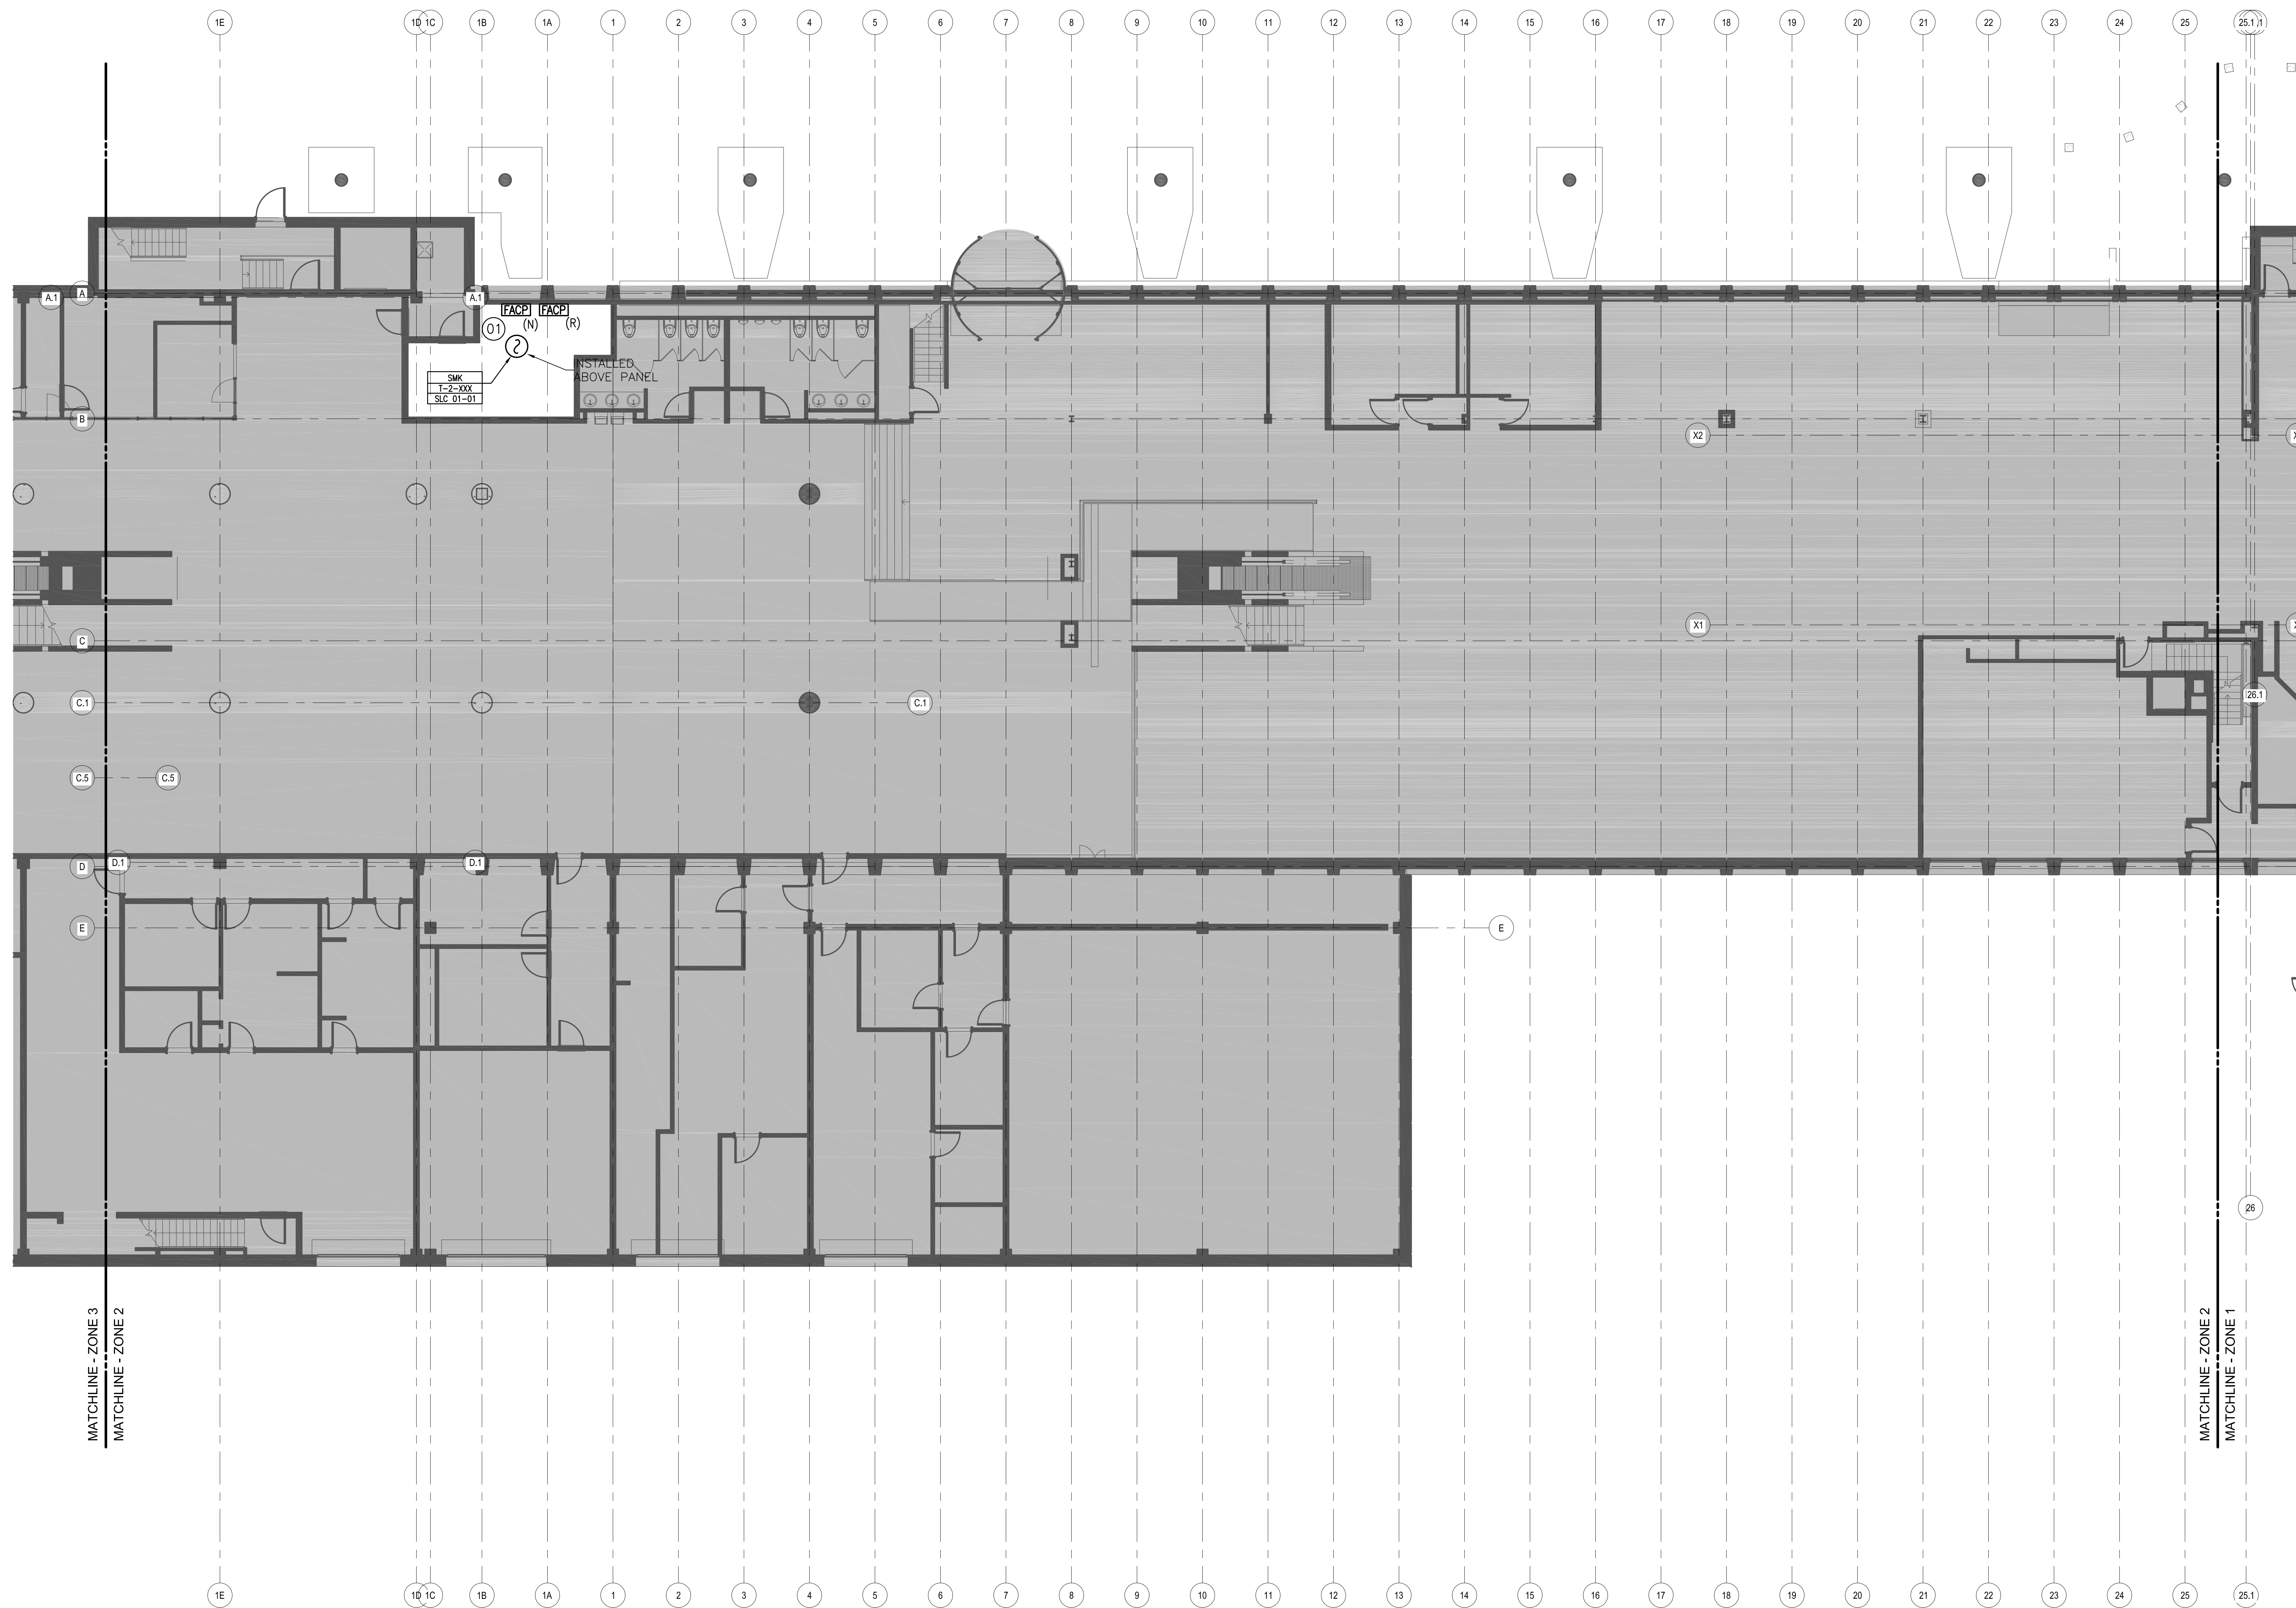 1E 1D 1C 1B 1A 1 2 3 4 5 6 7 8 9 10 11 12 13 14 15 16 17 18 19 20 21 22 23 24 25 25.1 .1
A.1
A
A.1
FACP FACP
01 (N) (R)
INSTALLED
ABOVE PANEL
SMK
T-2-XXX
SLC 01-01
B
X2
C
X1
26.1
C.1
C.1
C.5 C.5
D D.1 D.1
E
E
26
MATCHLINE - ZONE 3
MATCHLINE - ZONE 2
MATCHLINE - ZONE 2
MATCHLINE - ZONE 1
1E 1D 1C 1B 1A 1 2 3 4 5 6 7 8 9 10 11 12 13 14 15 16 17 18 19 20 21 22 23 24 25 25.1